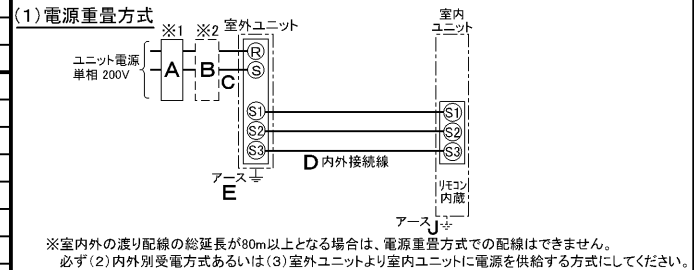 (1)電源重畳方式
※1 ※2 室外ユニット
室内
ユニット
ユニット電源
単相 200V
A
B
C
R
S
S1
S2
S3
S1
S2
S3
D 内外接続線
アース
E
リモコン
内蔵
アース J
※室内外の渡り配線の総延長が80m以上となる場合は、電源重畳方式での配線はできません。
必ず(2)内外別受電方式あるいは(3)室外ユニットより室内ユニットに電源を供給する方式にしてください。